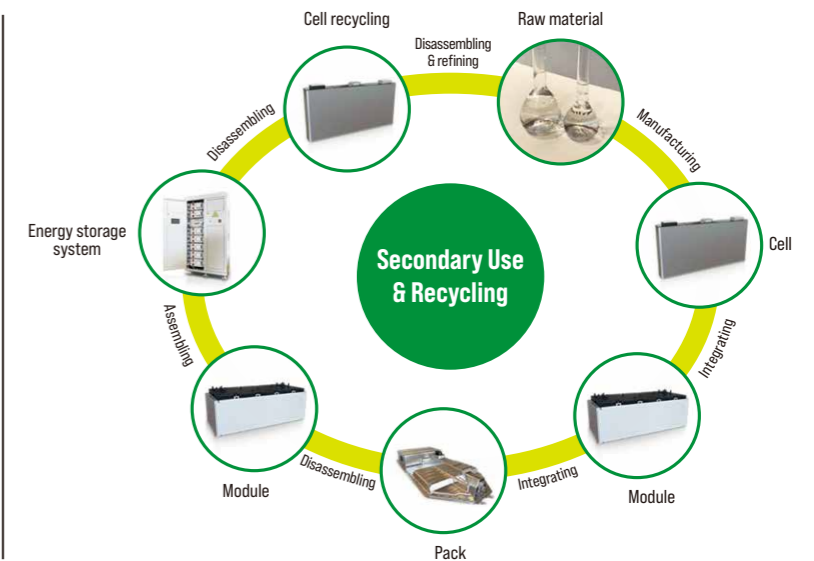 Cell recycling
Disassembling
& refining
Raw material
Manufacturing
Cell
Integrating
Module
Integrating
Pack
Disassembling
Module
Assembling
Energy storage
system
Disassembling
Secondary Use
& Recycling